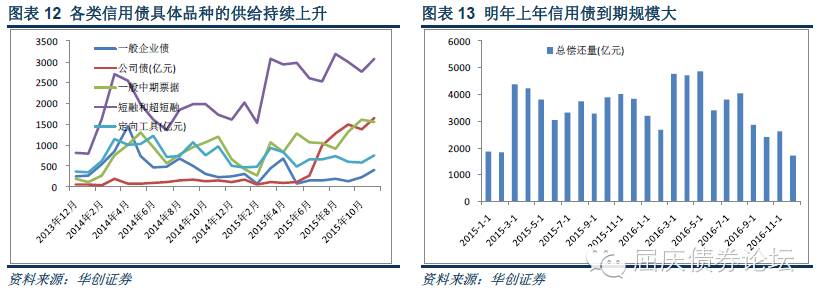 图表 12 各类信用债具体品种的供给持续上升
3500
3000
2500
2000
1500
1000
500
0
一般企业债
公司债(亿元)
一般中期票据
短融和超短融
定向工具(亿元)
2013年12月
2014年2月
2014年4月
2014年6月
2014年8月
2014年10月
2014年12月
2015年2月
2015年4月
2015年6月
2015年8月
2015年10月
资料来源：华创证券
图表 13 明年上年信用债到期规模大
6000
5000
4000
3000
2000
1000
0
总偿还量(亿元)
2015-1-1
2015-3-1
2015-5-1
2015-7-1
2015-9-1
2015-11-1
2016-1-1
2016-3-1
2016-5-1
2016-7-1
2016-9-1
2016-11-1
资料来源：华创证券
屈庆债券论坛